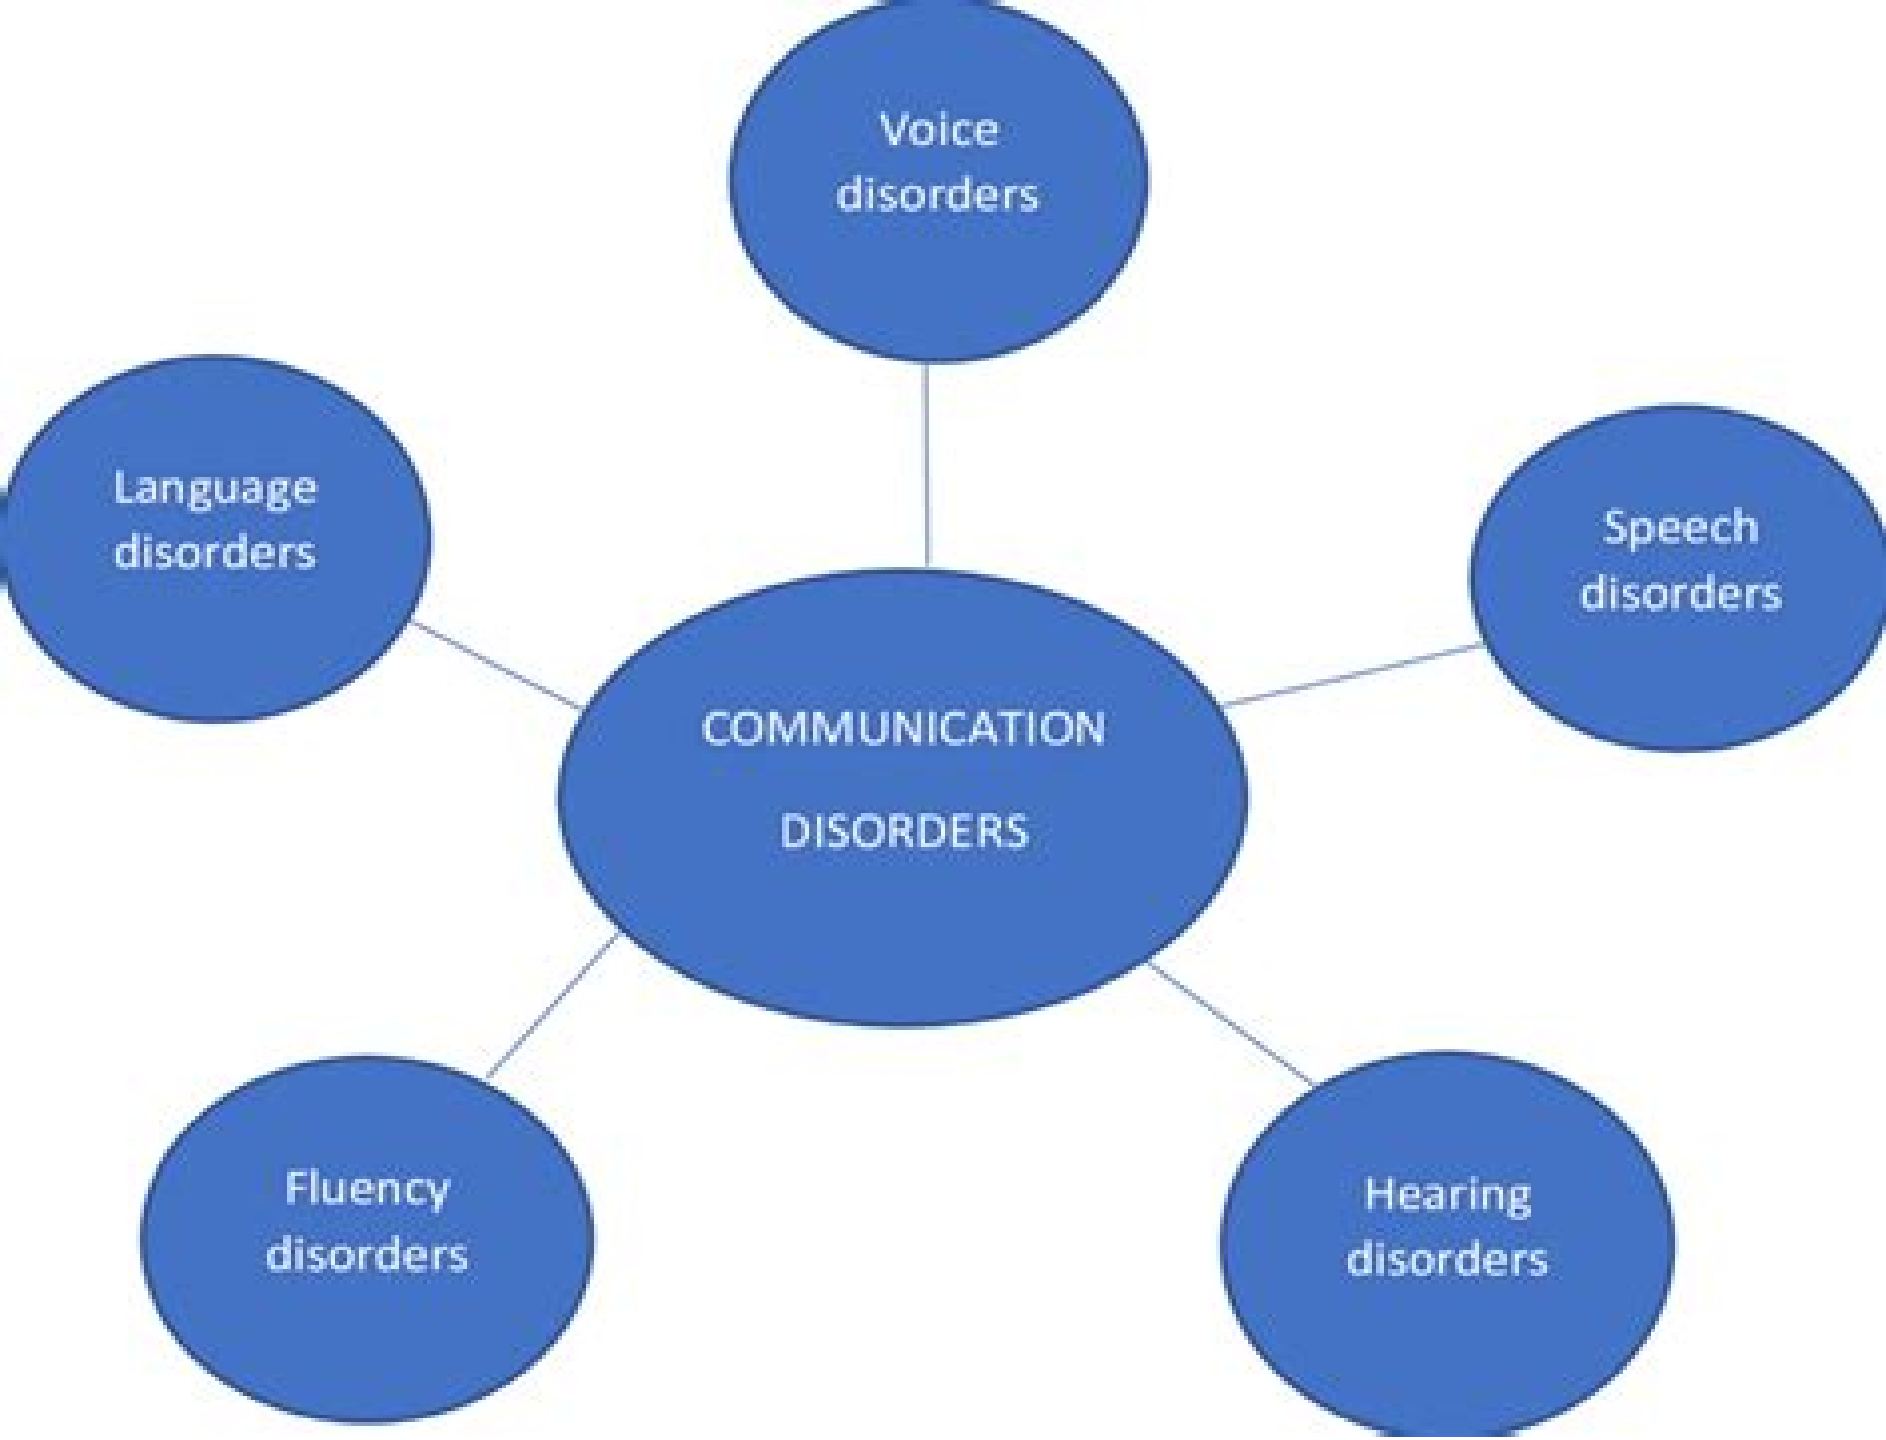 Voice
disorders
Language
disorders
Speech
disorders
COMMUNICATION
DISORDERS
Fluency
disorders
Hearing
disorders